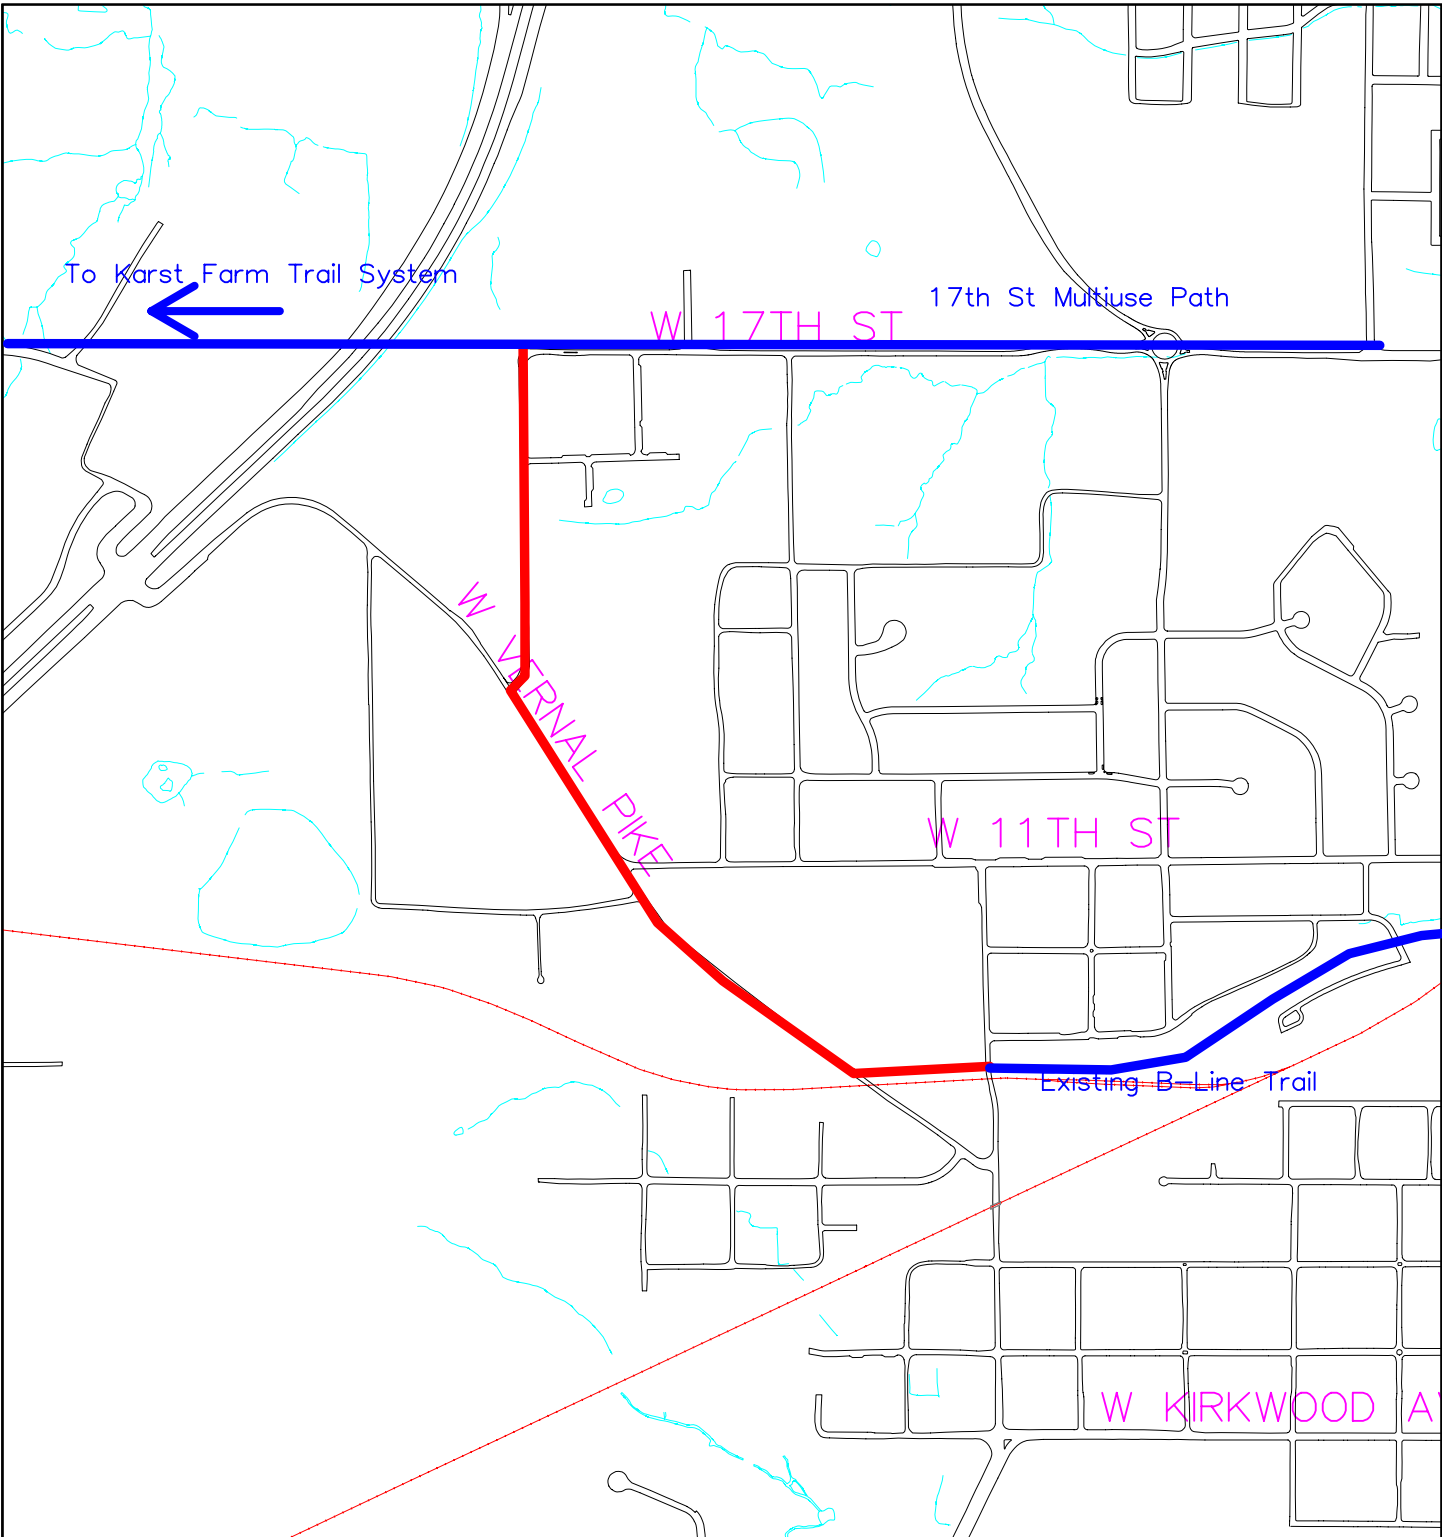 To Karst Farm Trail System
17th St Multiuse Path
W 17TH ST
W VERNAL PIKE
W 11TH ST
Existing B-Line Trail
W KIRKWOOD AV